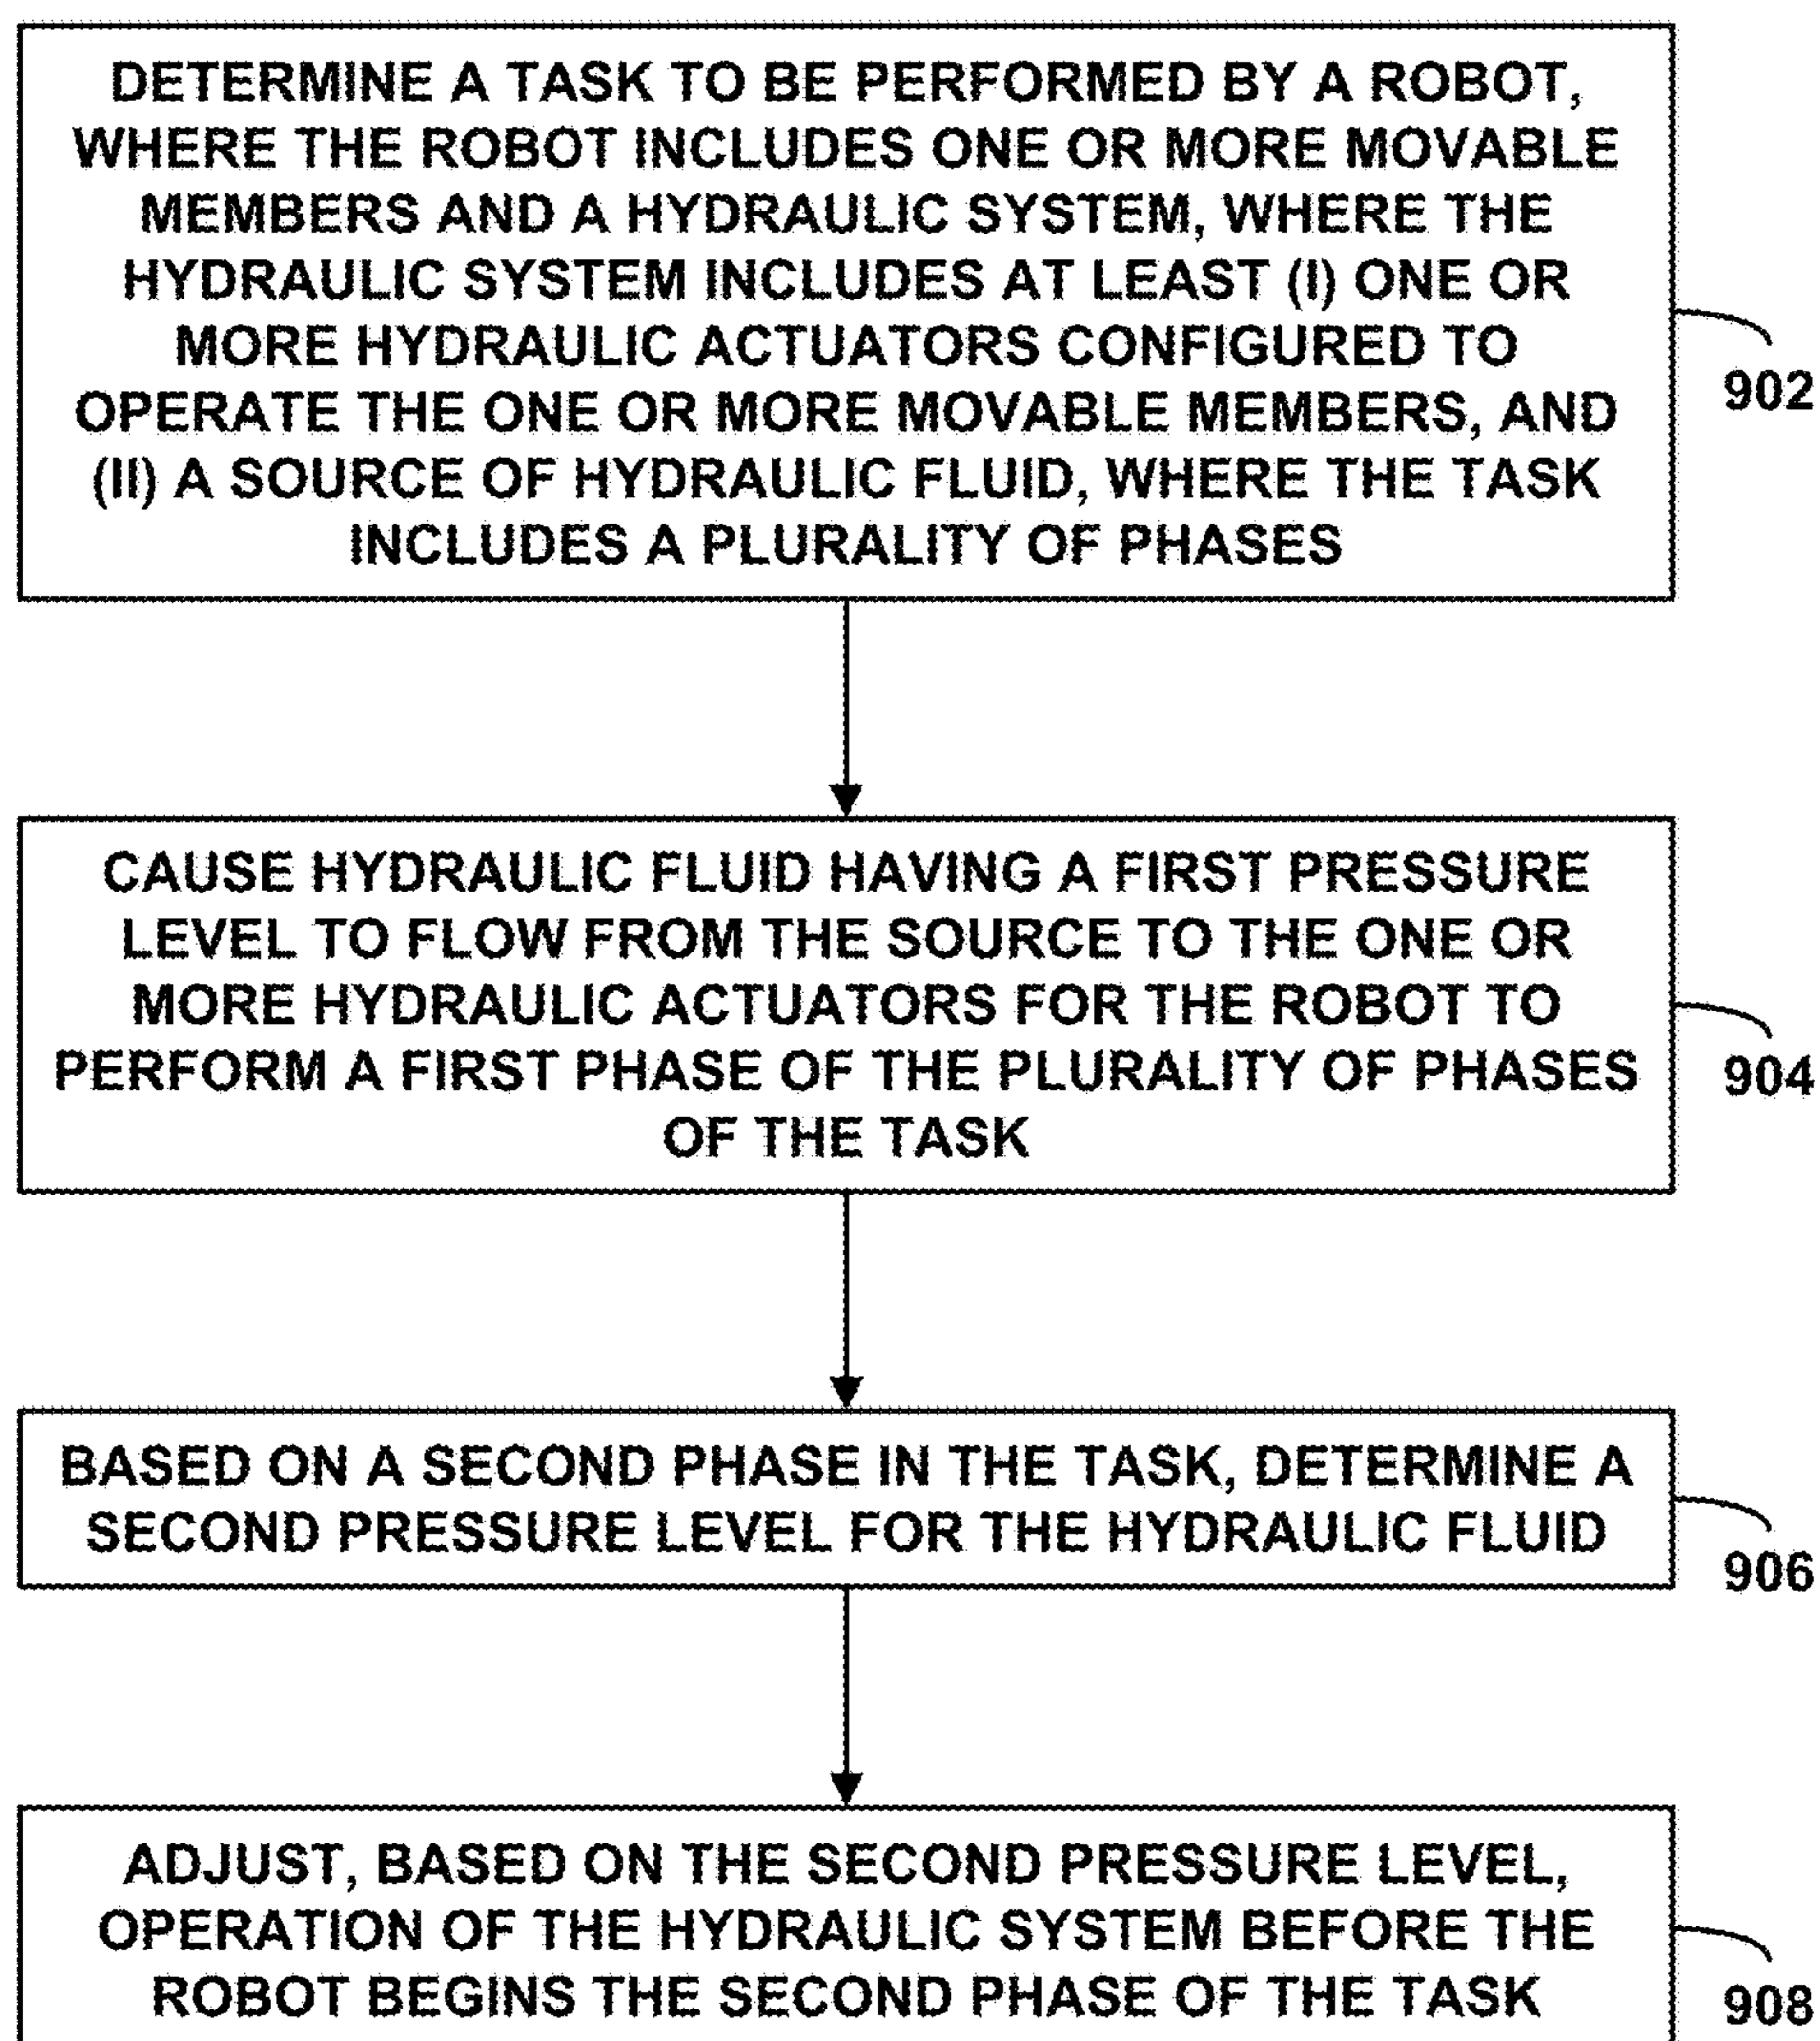 DETERMINE A TASK TO BE PERFORMED BY A ROBOT,
WHERE THE ROBOT INCLUDES ONE OR MORE MOVABLE
MEMBERS AND A HYDRAULIC SYSTEM, WHERE THE
HYDRAULIC SYSTEM INCLUDES AT LEAST (I) ONE OR
MORE HYDRAULIC ACTUATORS CONFIGURED TO
OPERATE THE ONE OR MORE MOVABLE MEMBERS, AND
(II) A SOURCE OF HYDRAULIC FLUID, WHERE THE TASK
INCLUDES A PLURALITY OF PHASES
902
CAUSE HYDRAULIC FLUID HAVING A FIRST PRESSURE
LEVEL TO FLOW FROM THE SOURCE TO THE ONE OR
MORE HYDRAULIC ACTUATORS FOR THE ROBOT TO
PERFORM A FIRST PHASE OF THE PLURALITY OF PHASES
OF THE TASK
904
BASED ON A SECOND PHASE IN THE TASK, DETERMINE A
SECOND PRESSURE LEVEL FOR THE HYDRAULIC FLUID
906
ADJUST, BASED ON THE SECOND PRESSURE LEVEL,
OPERATION OF THE HYDRAULIC SYSTEM BEFORE THE
ROBOT BEGINS THE SECOND PHASE OF THE TASK
908